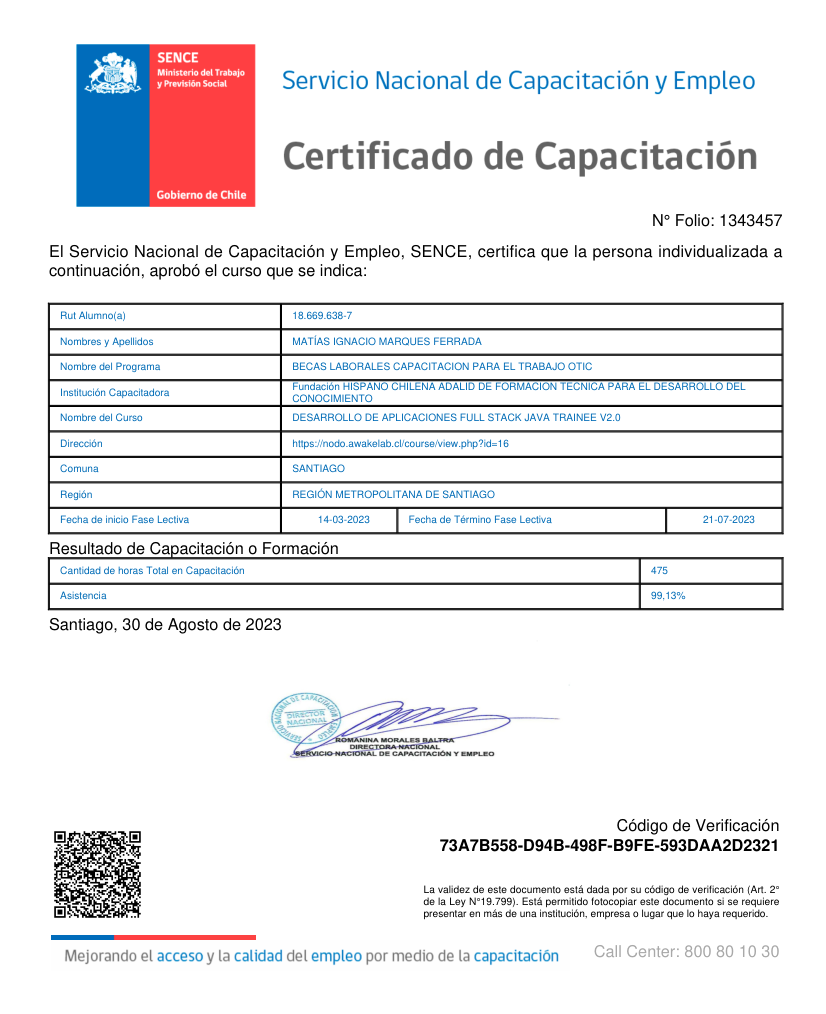 SENCE
Ministerio del Trabajo
y Previsión Social
Gobierno de Chile
Servicio Nacional de Capacitación y Empleo
Certificado de Capacitación
N° Folio: 1343457
El Servicio Nacional de Capacitación y Empleo, SENCE, certifica que la persona individualizada a
continuación, aprobó el curso que se indica:
Rut Alumno(a) 18.669.638-7
Nombres y Apellidos MATÍAS IGNACIO MARQUES FERRADA
Nombre del Programa BECAS LABORALES CAPACITACION PARA EL TRABAJO OTIC
Institución Capacitadora Fundación HISPANO CHILENA ADALID DE FORMACION TECNICA PARA EL DESARROLLO DEL
CONOCIMIENTO
Nombre del Curso DESARROLLO DE APLICACIONES FULL STACK JAVA TRAINEE V2.0
Dirección https://nodo.awakelab.cl/course/view.php?id=16
Comuna SANTIAGO
Región REGIÓN METROPOLITANA DE SANTIAGO
Fecha de inicio Fase Lectiva 14-03-2023 Fecha de Término Fase Lectiva 21-07-2023
Resultado de Capacitación o Formación
Cantidad de horas Total en Capacitación 475
Asistencia 99,13%
Santiago, 30 de Agosto de 2023
DIRECTOR
NACIONAL
ROMANINA MORALES BALTRA
DIRECTORA NACIONAL
SERVICIO NACIONAL DE CAPACITACIÓN Y EMPLEO
Código de Verificación
73A7B558-D94B-498F-B9FE-593DAA2D2321
La validez de este documento está dada por su código de verificación (Art. 2°
de la Ley N°19.799). Está permitido fotocopiar este documento si se requiere
presentar en más de una institución, empresa o lugar que lo haya requerido.
Mejorando el acceso y la calidad del empleo por medio de la capacitación
Call Center: 800 80 10 30